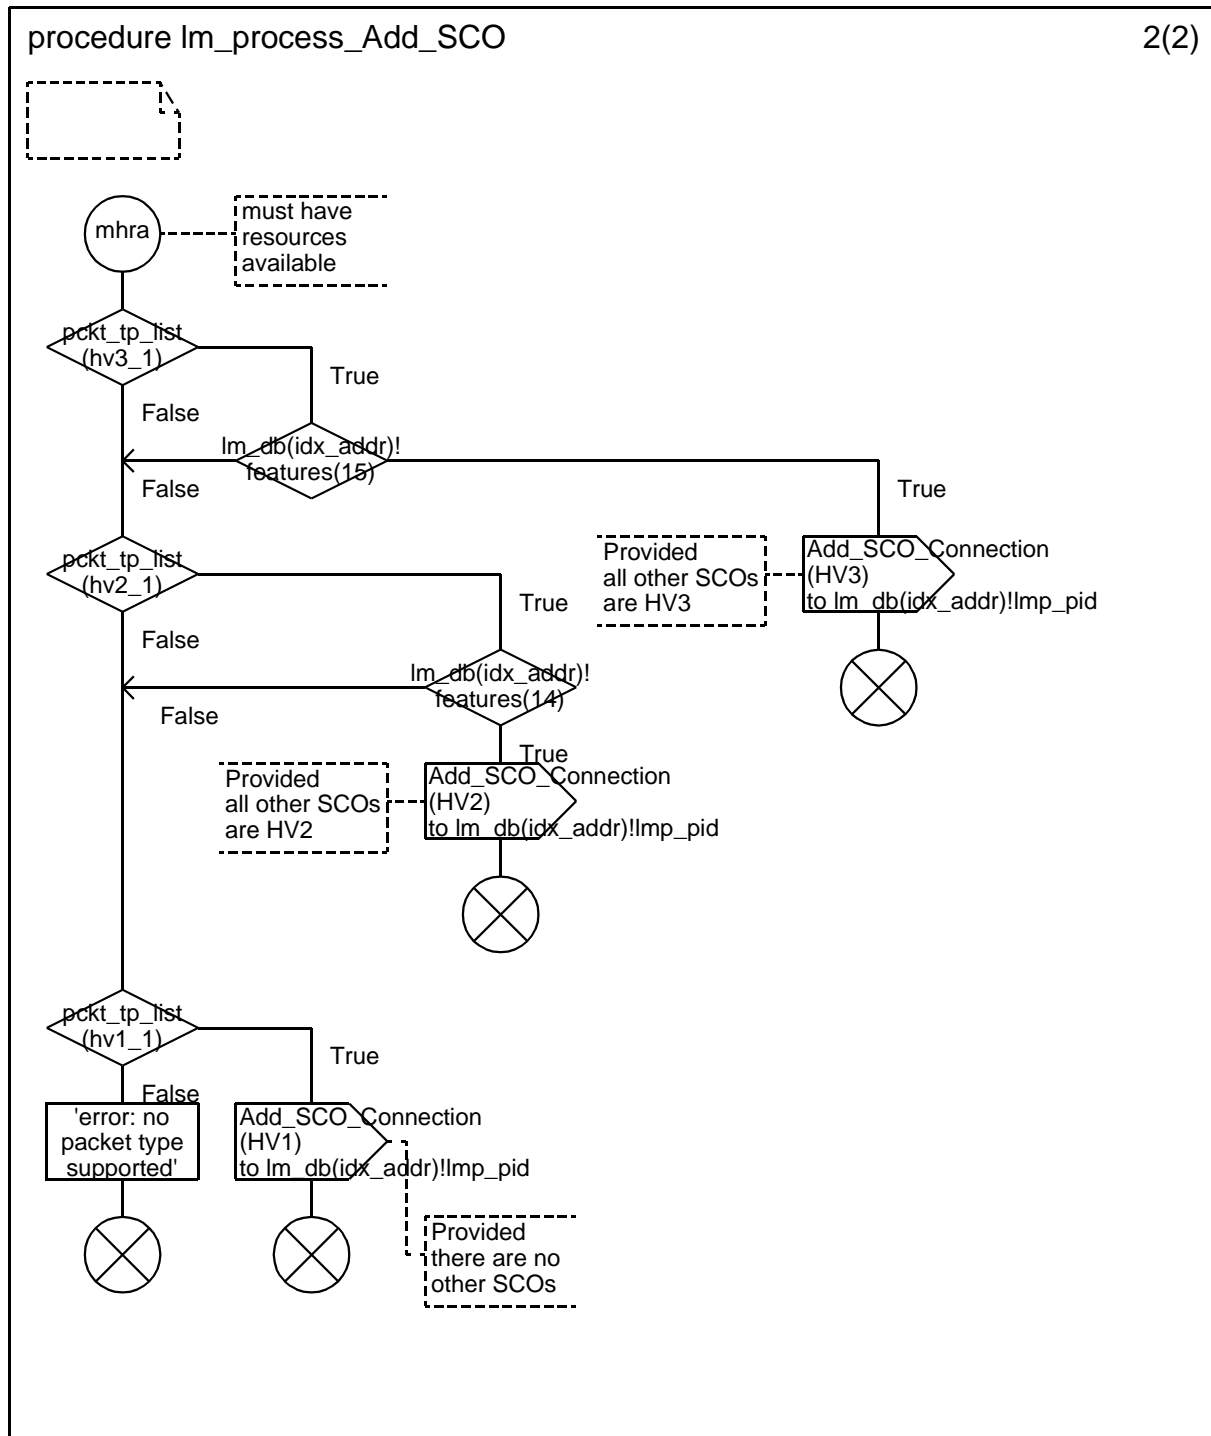 procedure lm_process_Add_SCO
2(2)
mhra
must have
resources
available
pckt_tp_list
(hv3_1)
True
False
lm_db(idx_addr)!
features(15)
False
True
pckt_tp_list
(hv2_1)
Provided
all other SCOs
are HV3
Add_SCO_Connection
(HV3)
to lm_db(idx_addr)!lmp_pid
True
False
lm_db(idx_addr)!
features(14)
False
True
Provided
all other SCOs
are HV2
Add_SCO_Connection
(HV2)
to lm_db(idx_addr)!lmp_pid
pckt_tp_list
(hv1_1)
True
False
'error: no
packet type
supported'
Add_SCO_Connection
(HV1)
to lm_db(idx_addr)!lmp_pid
Provided
there are no
other SCOs